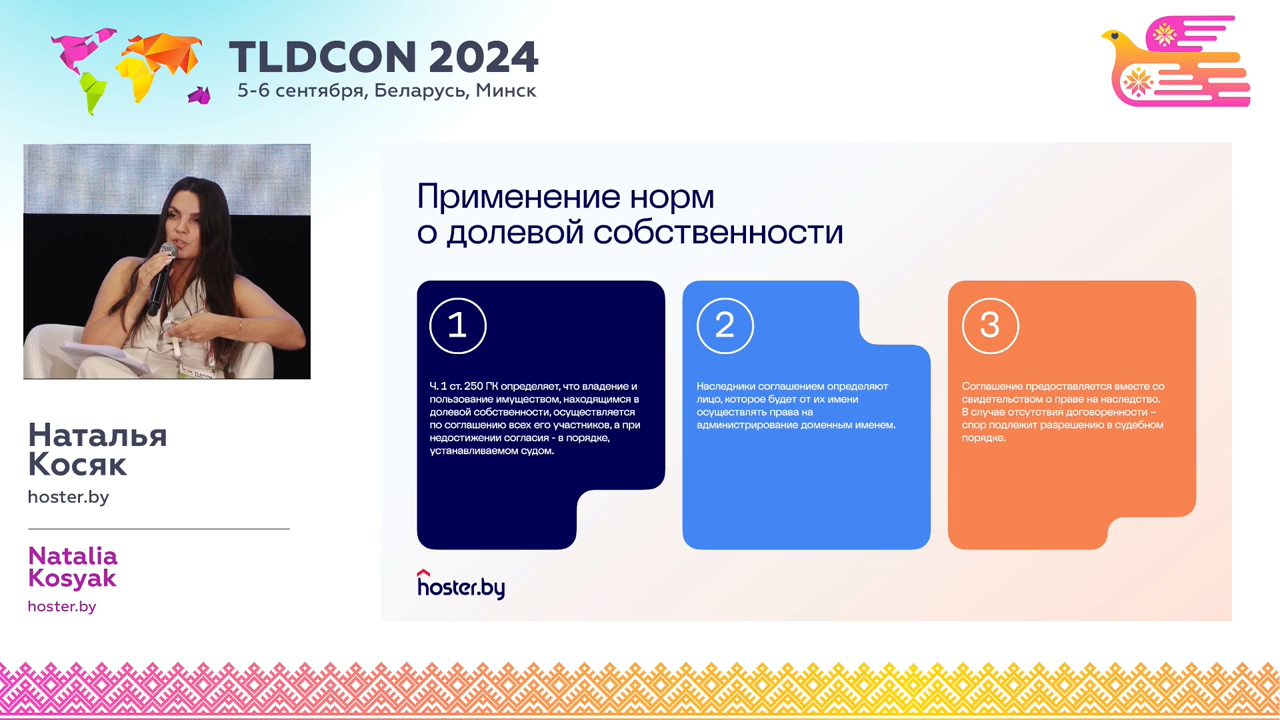 TLDCON 2024
5-6 сентября, Беларусь, Минск
Наталья
Косяк
hoster.by
Natalia
Kosyak
hoster.by
Применение норм
о долевой собственности
1
Ч. 1 ст. 250 ГК определяет, что владение и
пользование имуществом, находящимся в
долевой собственности, осуществляется
по соглашению всех его участников, а при
недостижении согласия - в порядке,
устанавливаемом судом.
2
Наследники соглашением определяют
лицо, которое будет от их имени
осуществлять права на
администрирование доменным именем.
3
Соглашение предоставляется вместе со
свидетельством о праве на наследство.
В случае отсутствия договоренности –
спор подлежит разрешению в судебном
порядке.
hoster.by